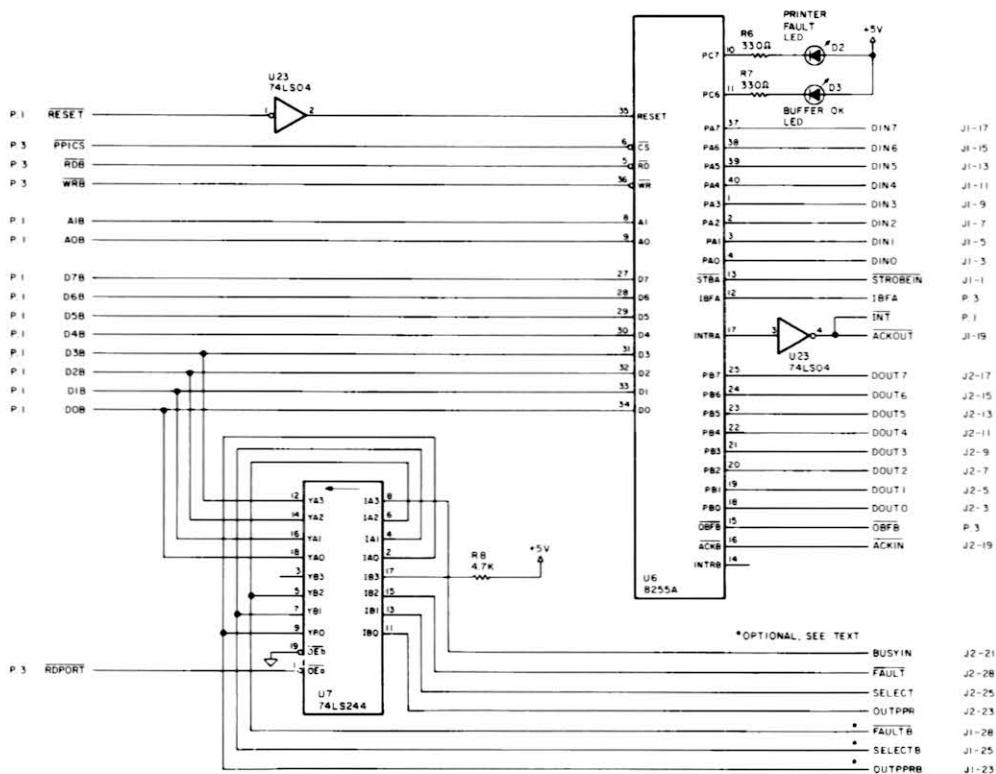 PRINTER
FAULT
LED
+5V
R6
330Ω
D2
PC7 10
R7
330Ω
D3
PC6 11
BUFFER OK
LED
U23
74LS04
P.1 RESET 1 2 35 RESET
P.3 PPICS 6 CS
P.3 RDB 5 RD
P.3 WRB 36 WR
P.1 A1B 8 A1
P.1 A0B 9 A0
P.1 D7B 27 D7
P.1 D6B 28 D6
P.1 D5B 29 D5
P.1 D4B 30 D4
P.1 D3B 31 D3
P.1 D2B 32 D2
P.1 D1B 33 D1
P.1 D0B 34 D0
PA7 37 DIN7 J1-17
PA6 38 DIN6 J1-15
PA5 39 DIN5 J1-13
PA4 40 DIN4 J1-11
PA3 1 DIN3 J1-9
PA2 2 DIN2 J1-7
PA1 3 DIN1 J1-5
PA0 4 DIN0 J1-3
STBA 13 STROBEIN J1-1
IBFA 12 IBFA P.3
INT P.1
INTRA 17 3 4 ACKOUT J1-19
U23
74LS04
PB7 25 DOUT7 J2-17
PB6 24 DOUT6 J2-15
PB5 23 DOUT5 J2-13
PB4 22 DOUT4 J2-11
PB3 21 DOUT3 J2-9
PB2 20 DOUT2 J2-7
PB1 19 DOUT1 J2-5
PB0 18 DOUT0 J2-3
OBFB 15 OBFB P.3
ACKB 16 ACKIN J2-19
INTRB 14
U6
8255A
12 YA3 IA3 8
14 YA2 IA2 6
16 YA1 IA1 4
18 YA0 IA0 2
3 YB3 IB3 17
5 YB2 IB2 15
7 YB1 IB1 13
9 YB0 IB0 11
19 OEb
P.3 RDPORT 1 OEa
U7
74LS244
R8
4.7K
+5V
*OPTIONAL, SEE TEXT
BUSYIN J2-21
FAULT J2-28
SELECT J2-25
OUTPPR J2-23
* FAULTB J1-28
* SELECTB J1-25
* OUTPPRB J1-23